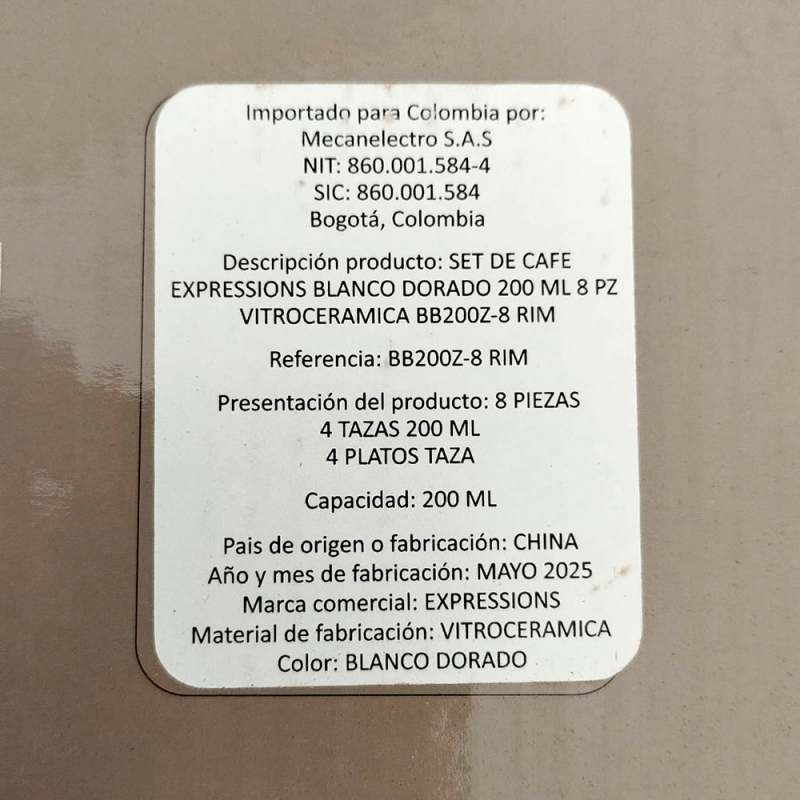 Importado para Colombia por:
Mecanelectro S.A.S
NIT: 860.001.584-4
SIC: 860.001.584
Bogotá, Colombia
Descripción producto: SET DE CAFE
EXPRESSIONS BLANCO DORADO 200 ML 8 PZ
VITROCERAMICA BB200Z-8 RIM
Referencia: BB200Z-8 RIM
Presentación del producto: 8 PIEZAS
4 TAZAS 200 ML
4 PLATOS TAZA
Capacidad: 200 ML
Pais de origen o fabricación: CHINA
Año y mes de fabricación: MAYO 2025
Marca comercial: EXPRESSIONS
Material de fabricación: VITROCERAMICA
Color: BLANCO DORADO